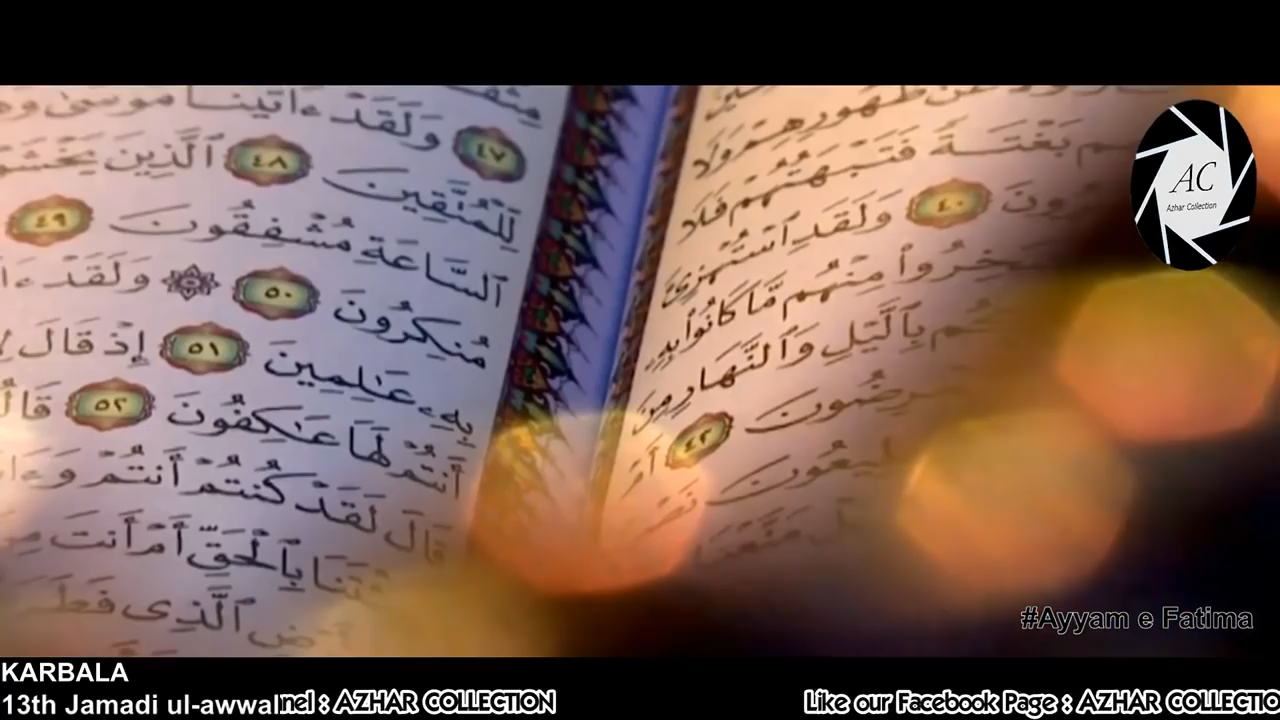 AC
Azhar Collection
ظُهُورِهِمْ وَلَا
بَغْتَةً فَتَبْهَتُهُمْ فَلَا
٤٠ وَلَقَدِ ٱسْتُهْزِئَ
مِنْهُم مَّا كَانُوا۟ بِهِۦ
بِٱلَّيْلِ وَٱلنَّهَارِ مِنَ
٤٢ أَمْ
مَتَّعْنَا
٤٧ وَلَقَدْ ءَاتَيْنَا مُوسَىٰ
لِّلْمُتَّقِينَ ٤٨ ٱلَّذِينَ
ٱلسَّاعَةِ مُشْفِقُونَ ٤٩
مُنكِرُونَ ٥٠ ۞ وَلَقَدْ
بِهِۦ عَٰلِمِينَ ٥١ إِذْ قَالَ
أَنتُمْ لَهَا عَٰكِفُونَ ٥٢
قَالَ لَقَدْ كُنتُمْ أَنتُمْ
بِٱلْحَقِّ أَمْ أَنتَ
ٱلَّذِى
#Ayyam e Fatima
KARBALA
13th Jamadi ul-awwal
nel : AZHAR COLLECTION Like our Facebook Page : AZHAR COLLECTIO